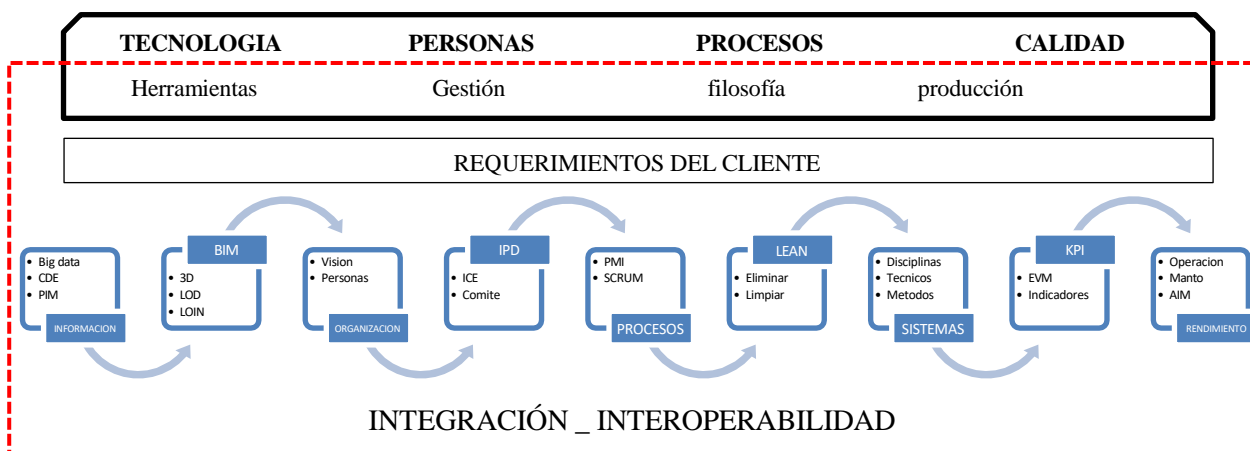 TECNOLOGIA PERSONAS PROCESOS CALIDAD
Herramientas Gestión filosofía producción
REQUERIMIENTOS DEL CLIENTE
• Big data
• CDE
• PIM
INFORMACION
BIM
• 3D
• LOD
• LOIN
• Vision
• Personas
ORGANIZACION
IPD
• ICE
• Comite
• PMI
• SCRUM
PROCESOS
LEAN
• Eliminar
• Limpiar
• Disciplinas
• Tecnicos
• Metodos
SISTEMAS
KPI
• EVM
• Indicadores
• Operacion
• Manto
• AIM
RENDIMIENTO
INTEGRACIÓN _ INTEROPERABILIDAD